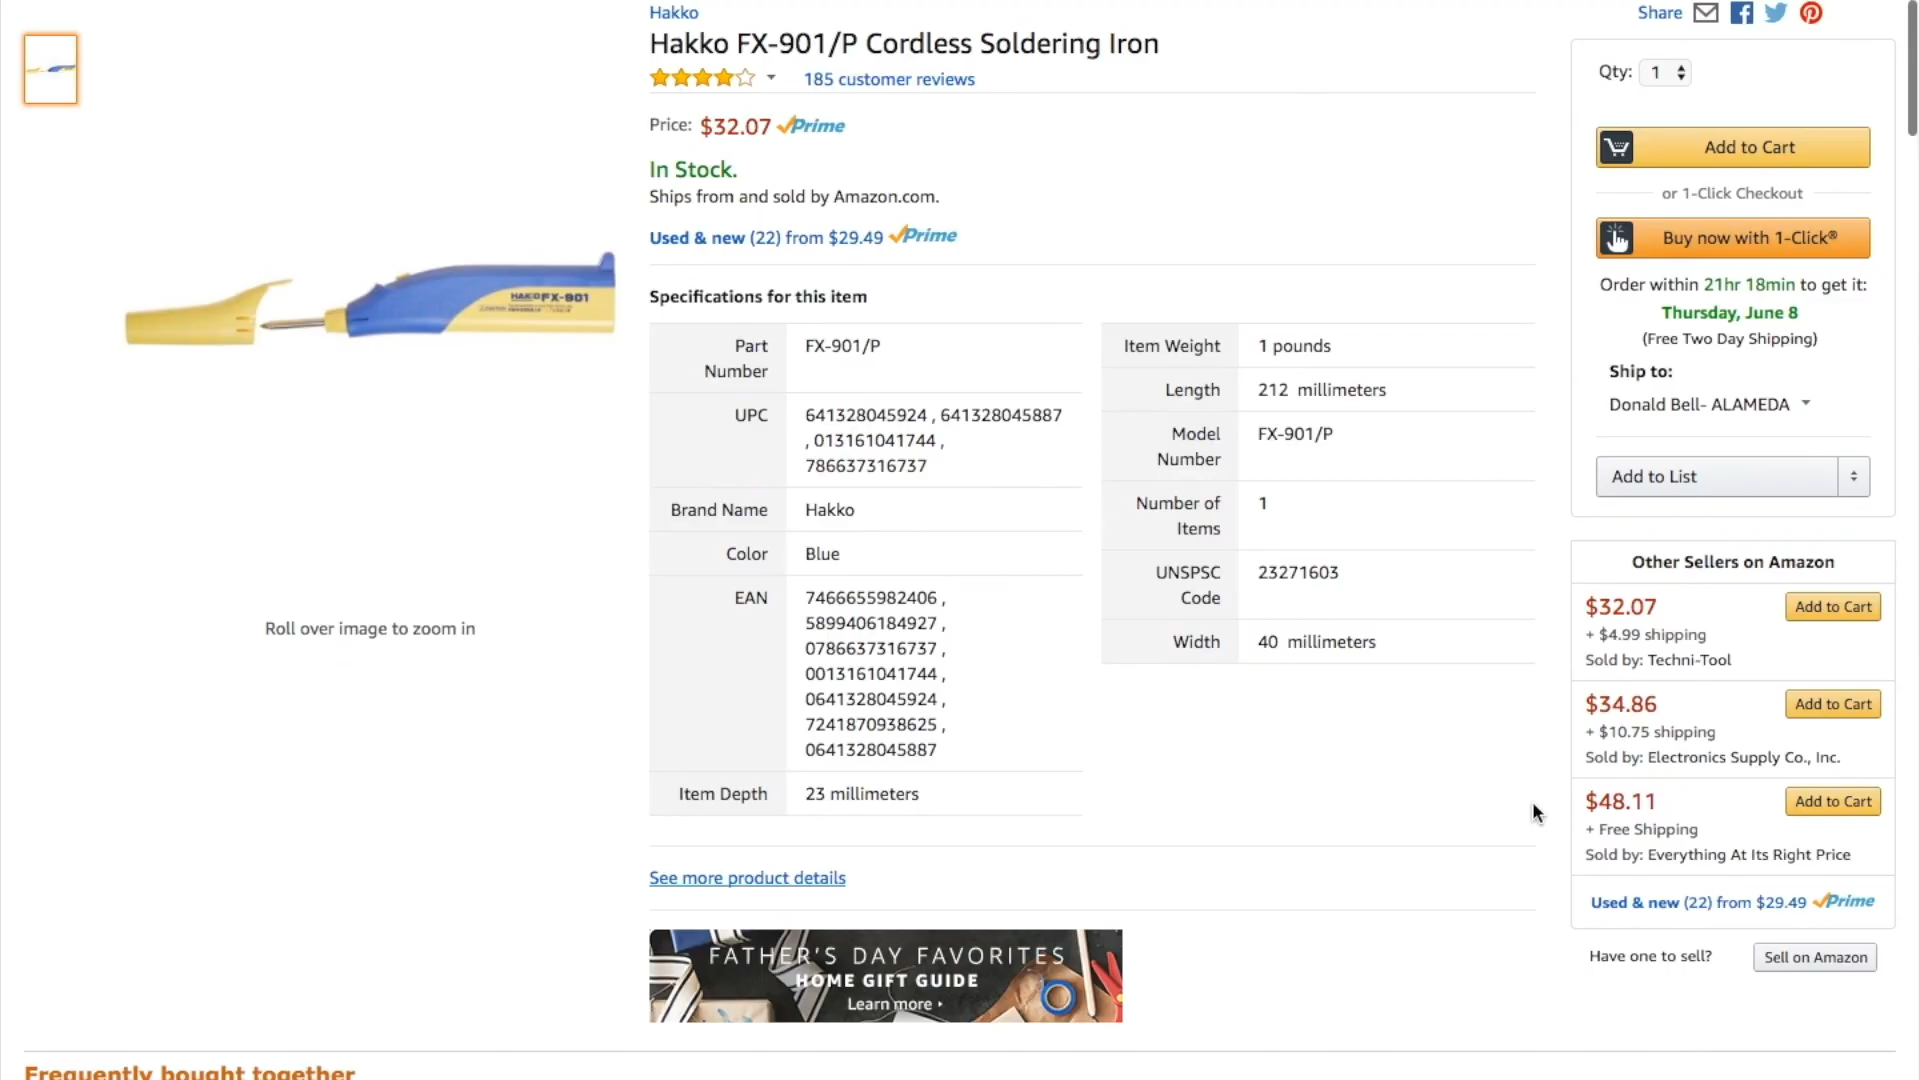 Hakko
Hakko FX-901/P Cordless Soldering Iron
185 customer reviews
Price: $32.07 Prime
In Stock.
Ships from and sold by Amazon.com.
Used & new (22) from $29.49 Prime
HAKKO FX-901
Roll over image to zoom in
Specifications for this item
Part Number FX-901/P
UPC 641328045924 , 641328045887
, 013161041744 ,
786637316737
Brand Name Hakko
Color Blue
EAN 7466655982406 ,
5899406184927 ,
0786637316737 ,
0013161041744 ,
0641328045924 ,
7241870938625 ,
0641328045887
Item Depth 23 millimeters
Item Weight 1 pounds
Length 212 millimeters
Model Number FX-901/P
Number of Items 1
UNSPSC Code 23271603
Width 40 millimeters
See more product details
FATHER'S DAY FAVORITES
HOME GIFT GUIDE
Learn more
Share
Qty: 1
Add to Cart
or 1-Click Checkout
Buy now with 1-Click®
Order within 21hr 18min to get it:
Thursday, June 8
(Free Two Day Shipping)
Ship to:
Donald Bell- ALAMEDA
Add to List
Other Sellers on Amazon
$32.07 Add to Cart
+ $4.99 shipping
Sold by: Techni-Tool
$34.86 Add to Cart
+ $10.75 shipping
Sold by: Electronics Supply Co., Inc.
$48.11 Add to Cart
+ Free Shipping
Sold by: Everything At Its Right Price
Used & new (22) from $29.49 Prime
Have one to sell? Sell on Amazon
Frequently bought together